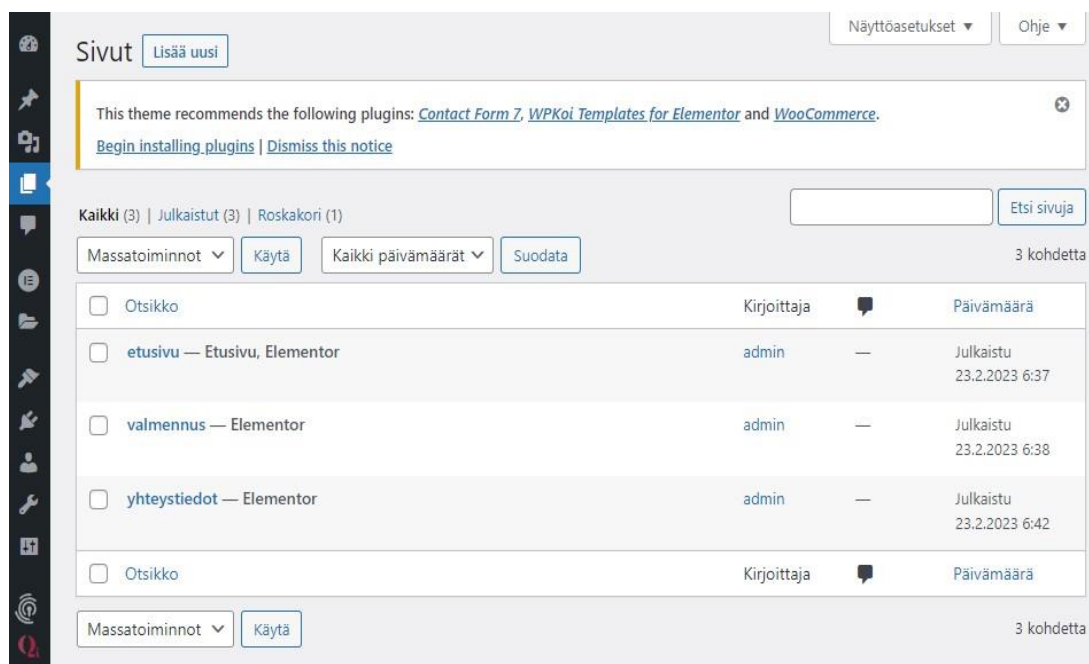 Näyttöasetukset ▼ Ohje ▼
Sivut Lisää uusi
This theme recommends the following plugins: Contact Form 7, WPKoi Templates for Elementor and WooCommerce.
Begin installing plugins | Dismiss this notice
Etsi sivuja
Kaikki (3) | Julkaistut (3) | Roskakori (1)
Massatoiminnot Käytä Kaikki päivämäärät Suodata 3 kohdetta
Otsikko Kirjoittaja Päivämäärä
etusivu — Etusivu, Elementor admin — Julkaistu
23.2.2023 6:37
valmennus — Elementor admin — Julkaistu
23.2.2023 6:38
yhteystiedot — Elementor admin — Julkaistu
23.2.2023 6:42
Otsikko Kirjoittaja Päivämäärä
Massatoiminnot Käytä 3 kohdetta